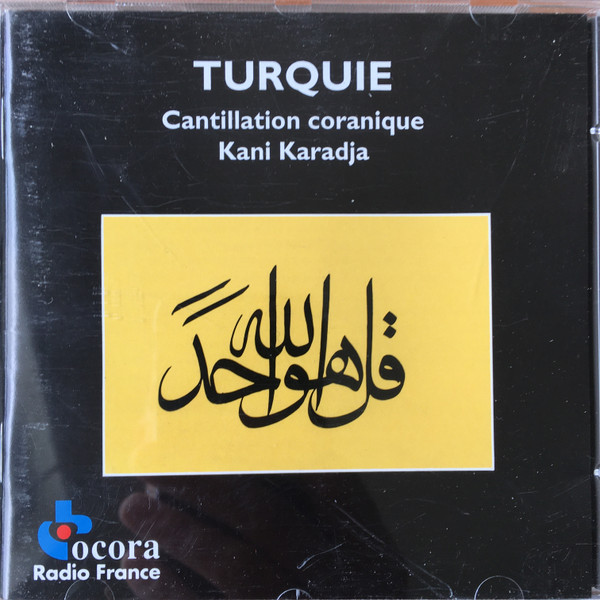 TURQUIE
Cantillation coranique
Kani Karadja
قل هو الله احد
ocora
Radio France